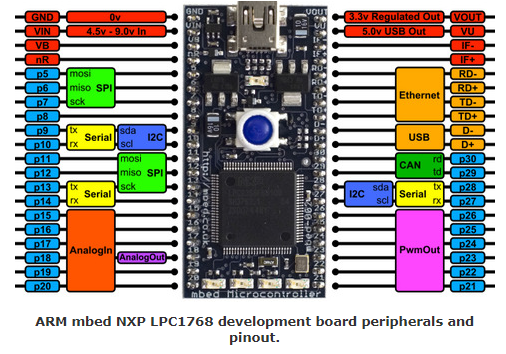 GND 0v 3.3v Regulated Out VOUT
VIN 4.5v - 9.0v In 5.0v USB Out VU
VB IF-
nR IF+
p5 mosi RD-
p6 miso SPI Ethernet RD+
p7 sck TD-
p8 TD+
p9 tx Serial sda I2C USB D-
p10 rx scl D+
p11 mosi CAN rd p30
p12 miso SPI td p29
p13 tx Serial sck I2C sda Serial tx p28
p14 rx scl rx p27
p15 p26
p16 p25
p17 AnalogIn PwmOut p24
p18 AnalogOut p23
p19 p22
p20 p21
http://mbed.co.uk
mbed Microcontroller
ARM mbed NXP LPC1768 development board peripherals and
pinout.